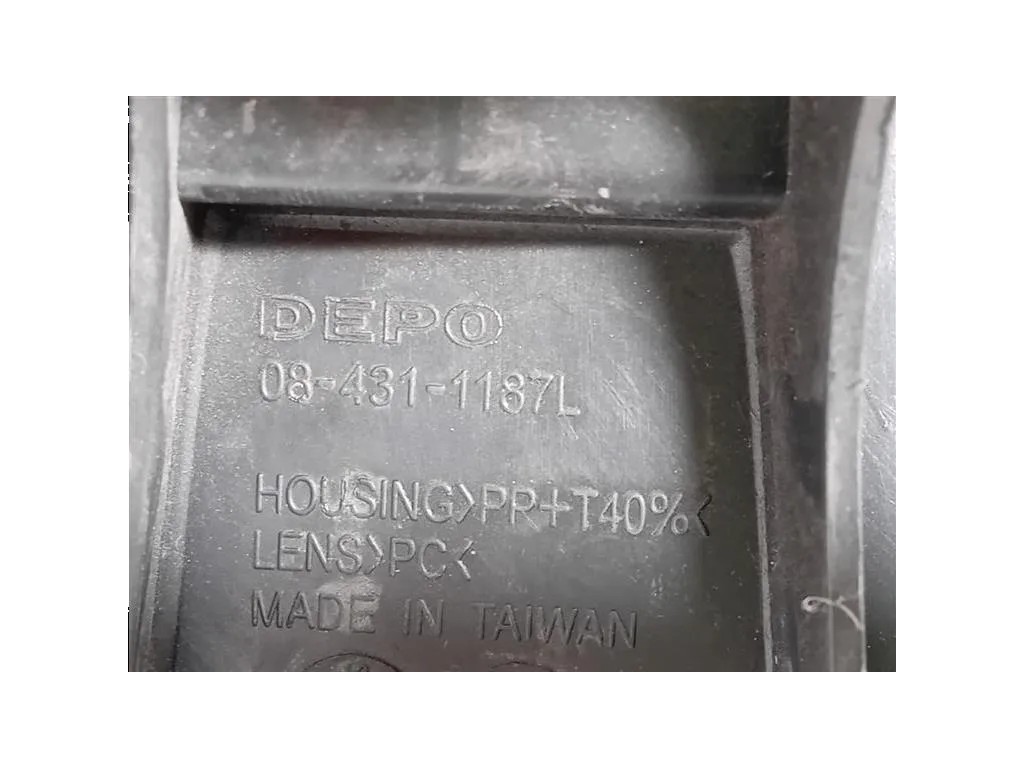 DEPO
08-431-1187L
HOUSING>PP+T40%<
LENS>PC<
MADE IN TAIWAN